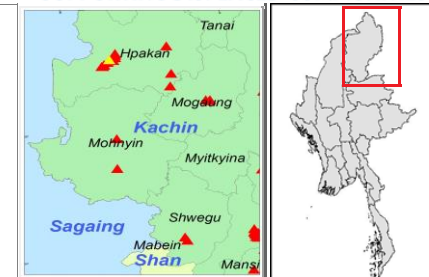 Tanai
Hpakan
Mogaung
Kachin
Mohnyin
Myitkyina
Shwegu
Sagaing
Mabein
Shan
Mansi